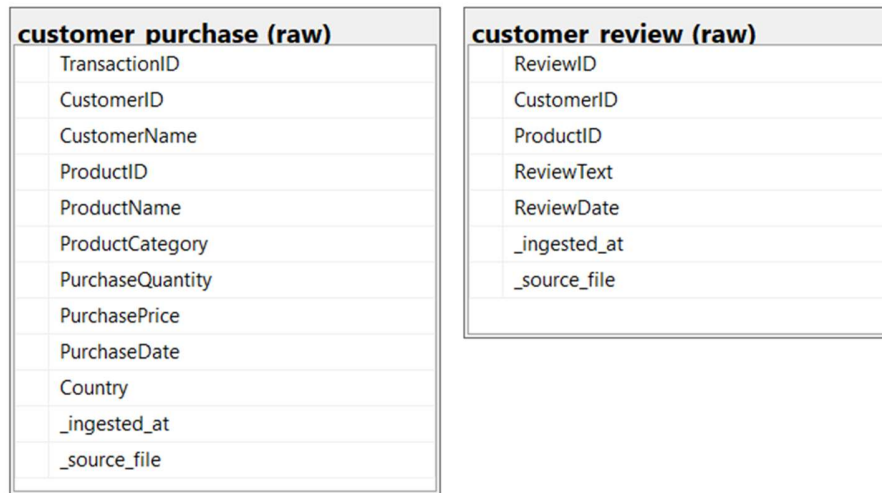 customer_purchase (raw)
TransactionID
CustomerID
CustomerName
ProductID
ProductName
ProductCategory
PurchaseQuantity
PurchasePrice
PurchaseDate
Country
_ingested_at
_source_file
customer_review (raw)
ReviewID
CustomerID
ProductID
ReviewText
ReviewDate
_ingested_at
_source_file